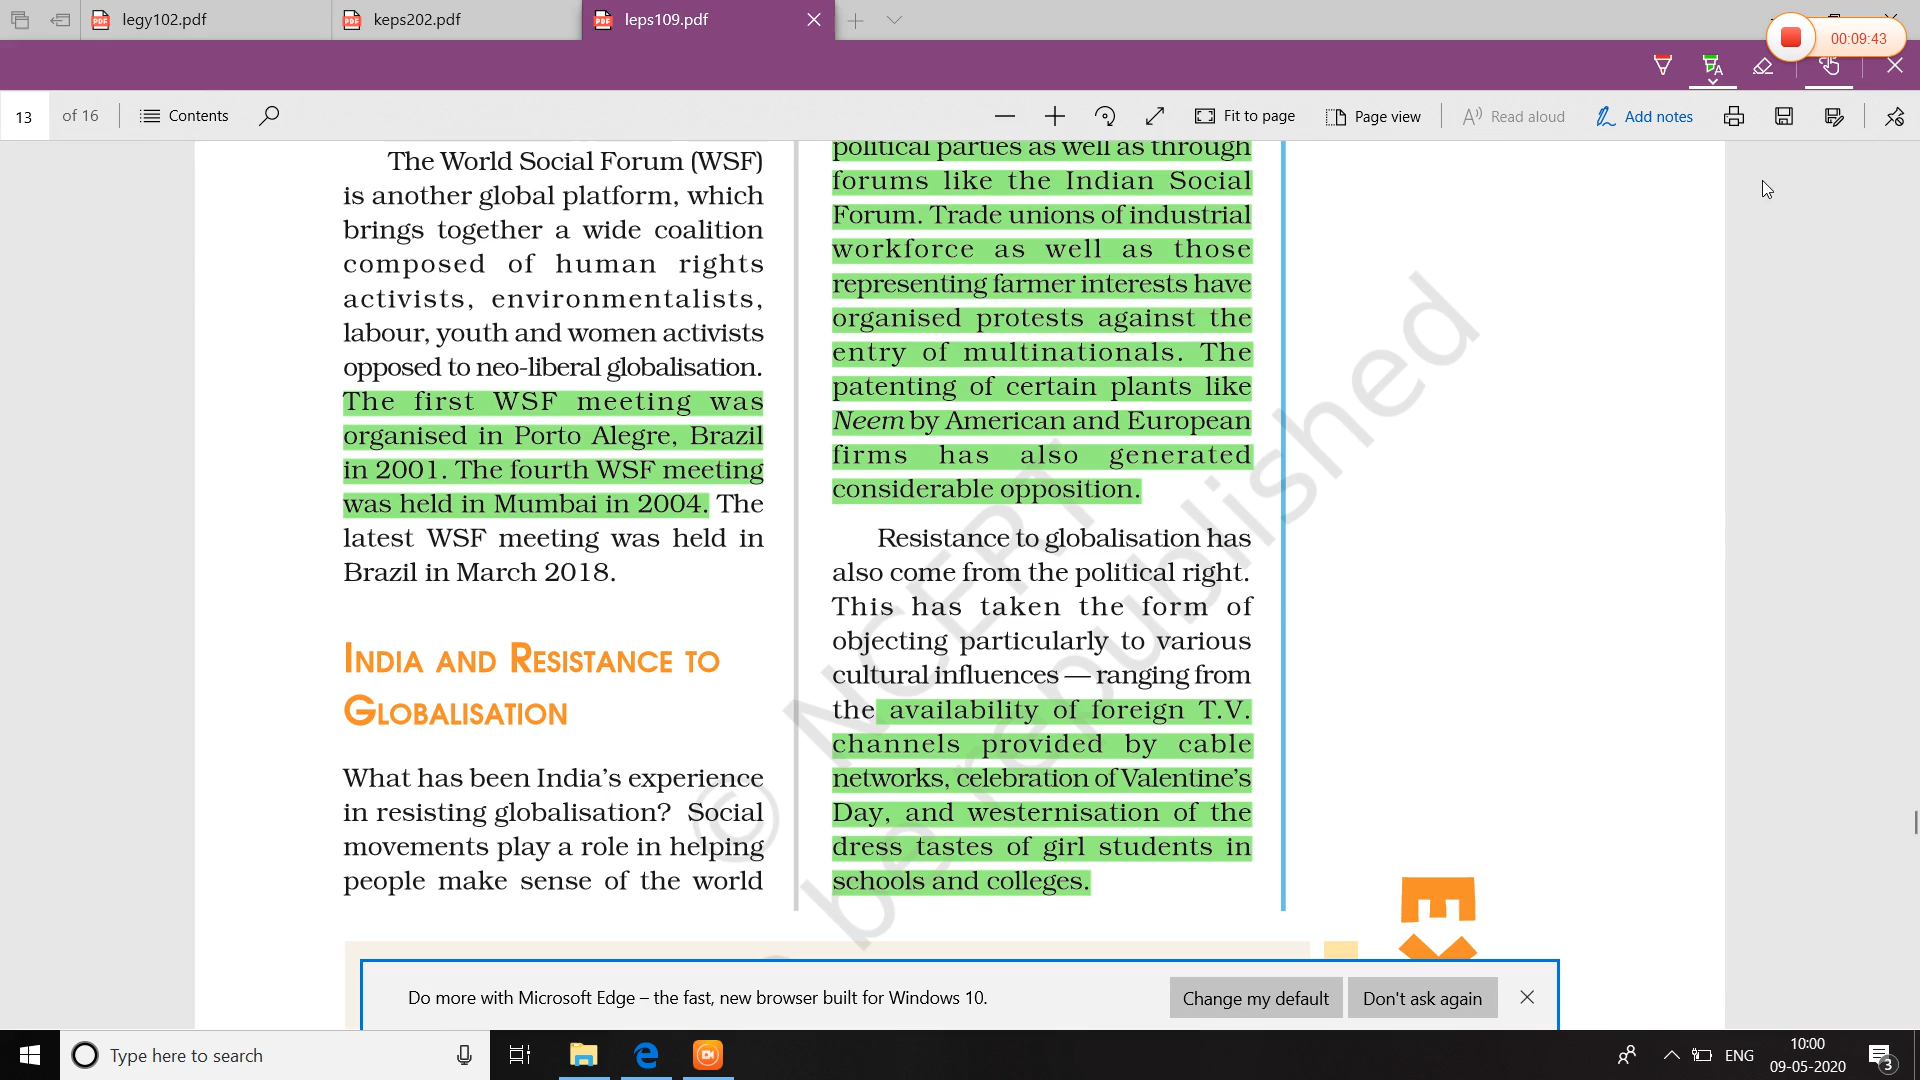 legy102.pdf
keps202.pdf
leps109.pdf
00:09:43
13 of 16
Contents
Fit to page
Page view
Read aloud
Add notes
The World Social Forum (WSF)
is another global platform, which
brings together a wide coalition
composed of human rights
activists, environmentalists,
labour, youth and women activists
opposed to neo-liberal globalisation.
The first WSF meeting was
organised in Porto Alegre, Brazil
in 2001. The fourth WSF meeting
was held in Mumbai in 2004. The
latest WSF meeting was held in
Brazil in March 2018.
INDIA AND RESISTANCE TO
GLOBALISATION
What has been India's experience
in resisting globalisation? Social
movements play a role in helping
people make sense of the world
political parties as well as through
forums like the Indian Social
Forum. Trade unions of industrial
workforce as well as those
representing farmer interests have
organised protests against the
entry of multinationals. The
patenting of certain plants like
Neem by American and European
firms has also generated
considerable opposition.
Resistance to globalisation has
also come from the political right.
This has taken the form of
objecting particularly to various
cultural influences — ranging from
the availability of foreign T.V.
channels provided by cable
networks, celebration of Valentine's
Day, and westernisation of the
dress tastes of girl students in
schools and colleges.
© NCERT
be republished
EX
Do more with Microsoft Edge – the fast, new browser built for Windows 10.
Change my default
Don't ask again
Type here to search
ENG
10:00
09-05-2020
3